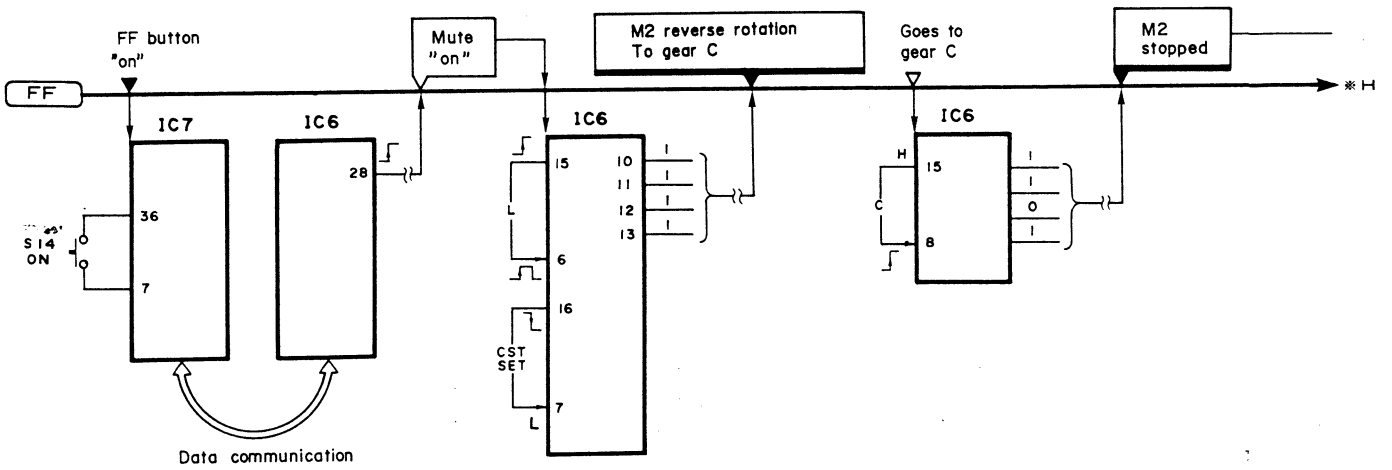 FF button
"on"
Mute
"on"
M2 reverse rotation
To gear C
Goes to
gear C
M2
stopped
FF
※ H
IC7
IC6
IC6
IC6
28
36
7
S14
ON
15
L
6
16
CST
SET
7
L
10
11
12
13
1
1
1
1
H
15
C
8
1
1
0
1
Data communication